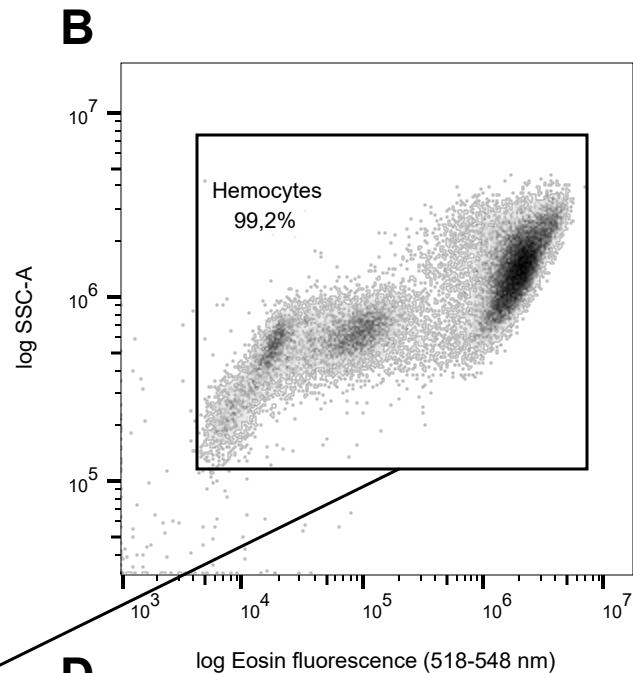 B
10^7
Hemocytes
99,2%
10^6
log SSC-A
10^5
10^3 10^4 10^5 10^6 10^7
log Eosin fluorescence (518-548 nm)
D